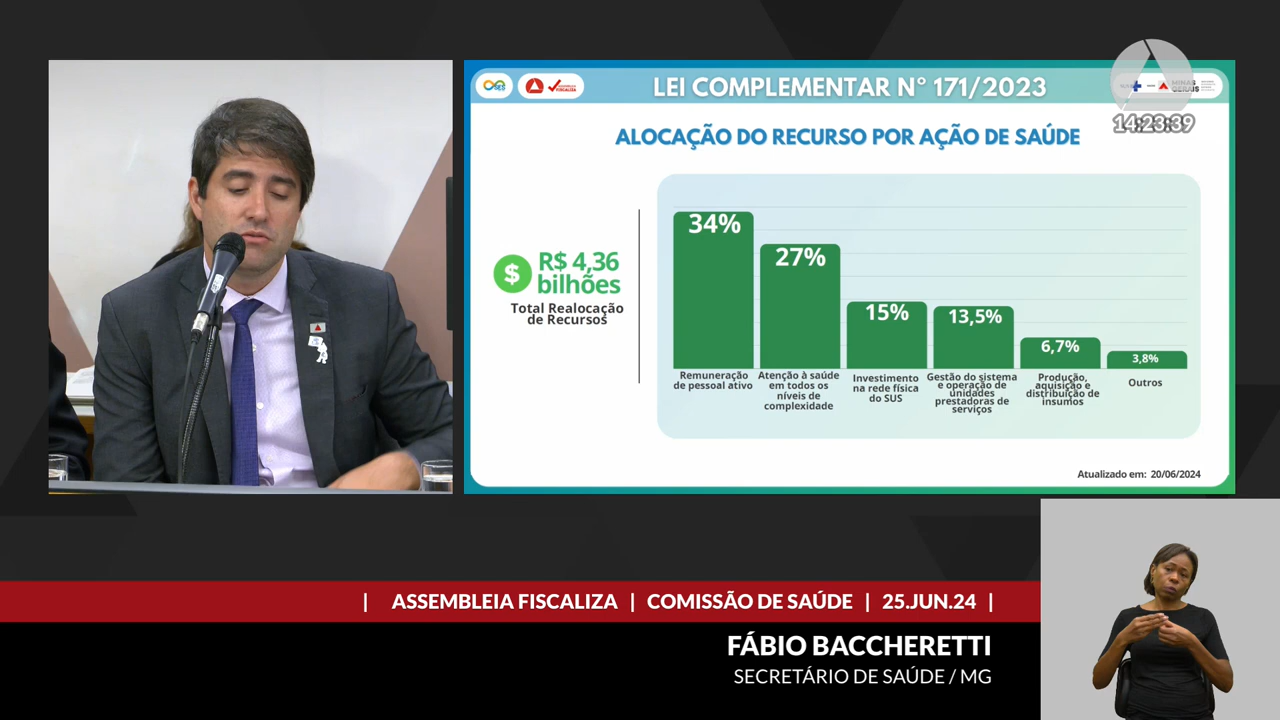 LEI COMPLEMENTAR Nº 171/2023
14:23:39
ALOCAÇÃO DO RECURSO POR AÇÃO DE SAÚDE
$
R$ 4,36
bilhões
Total Realocação
de Recursos
34%
27%
15%
13,5%
6,7%
3,8%
Remuneração
de pessoal ativo
Atenção à saúde
em todos os
níveis de
complexidade
Investimento
na rede física
do SUS
Gestão do sistema
e operação de
unidades
prestadoras de
serviços
Produção,
aquisição e
distribuição de
insumos
Outros
Atualizado em: 20/06/2024
| ASSEMBLEIA FISCALIZA | COMISSÃO DE SAÚDE | 25.JUN.24 |
FÁBIO BACCHERETTI
SECRETÁRIO DE SAÚDE / MG